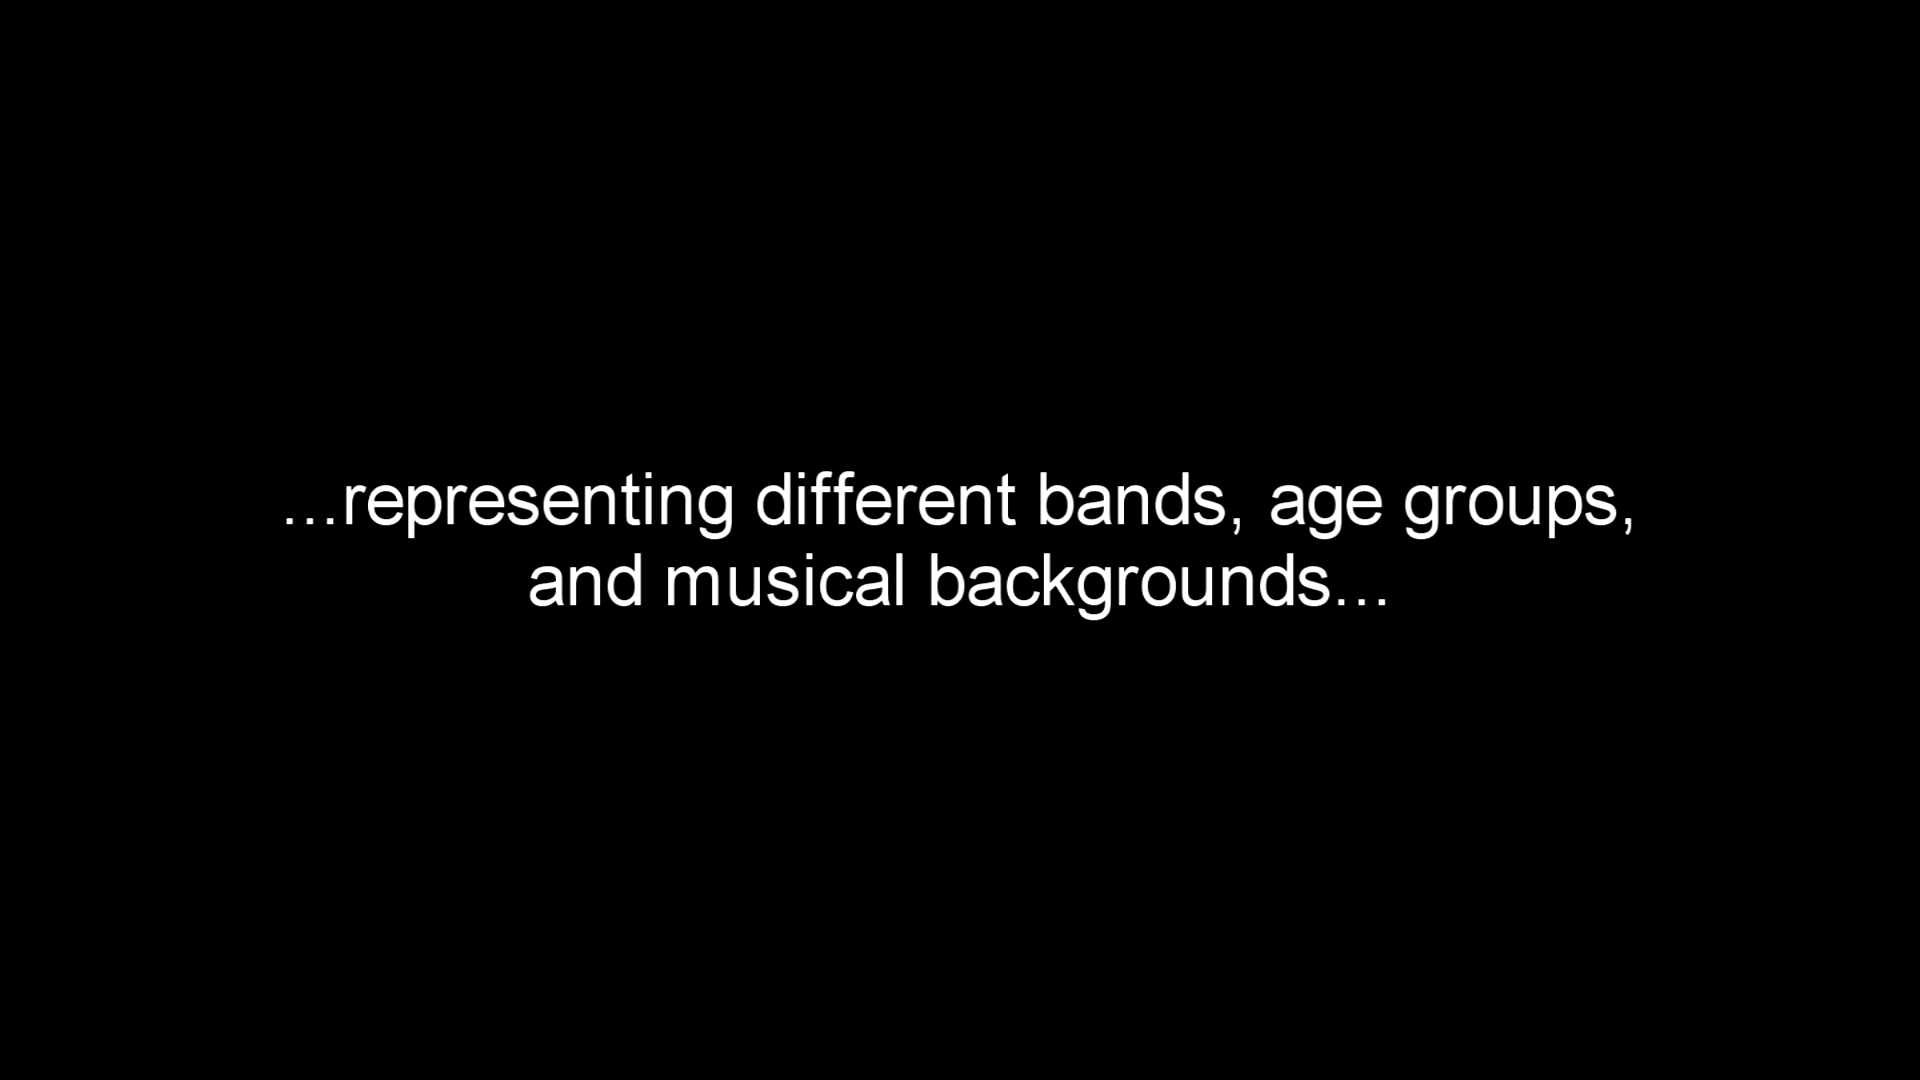 ...representing different bands, age groups,
and musical backgrounds...